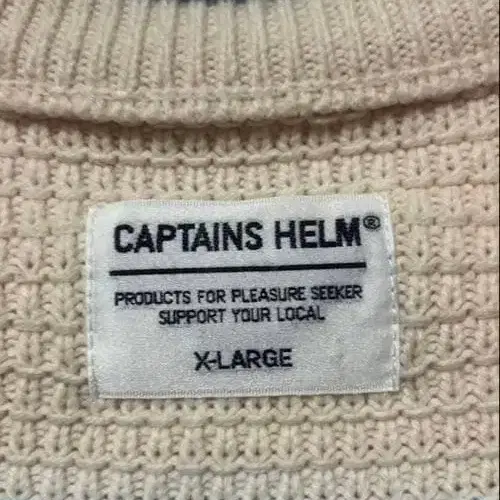 CAPTAINS HELM®
PRODUCTS FOR PLEASURE SEEKER
SUPPORT YOUR LOCAL
X-LARGE